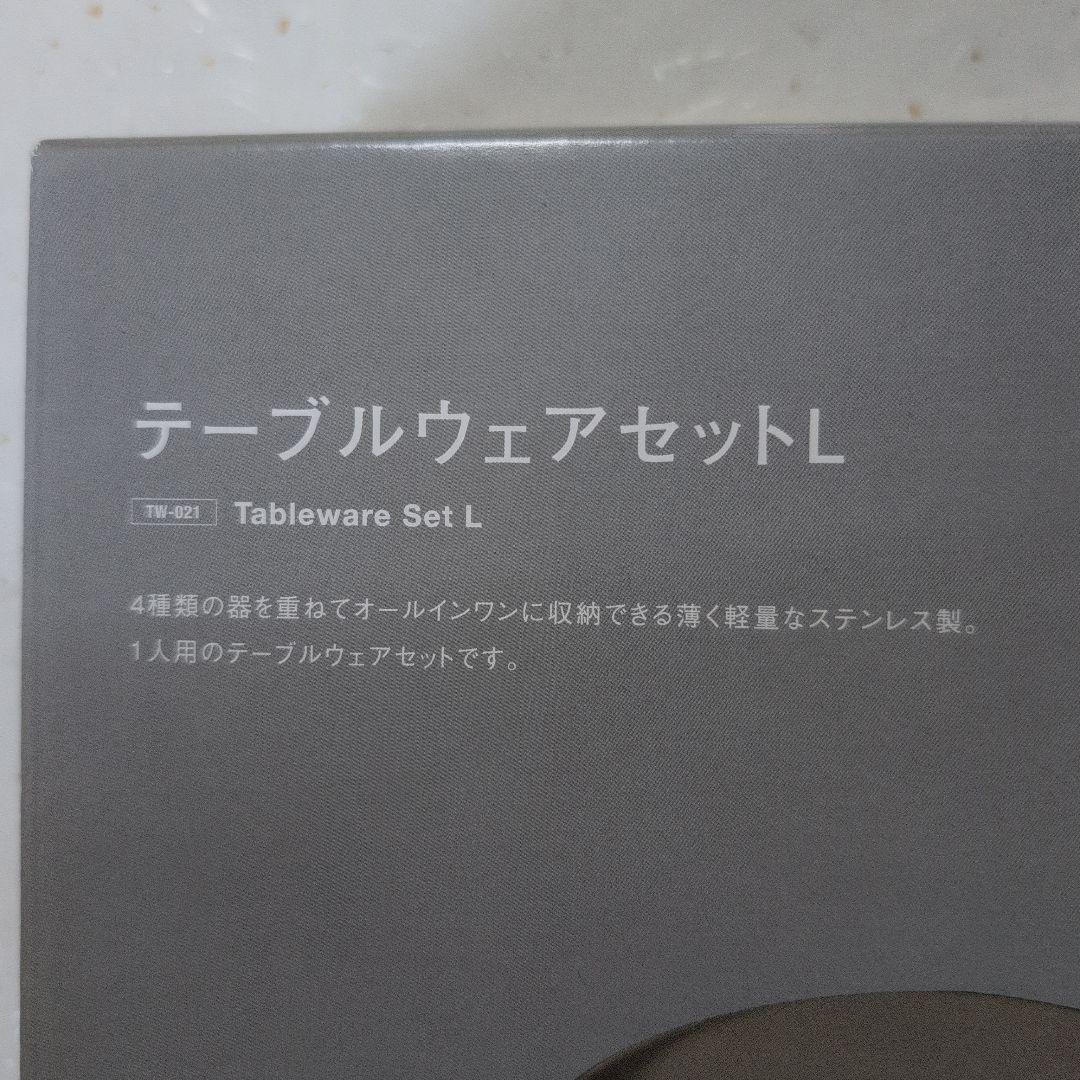 テーブルウェアセットL
TW-021 Tableware Set L
4種類の器を重ねてオールインワンに収納できる薄く軽量なステンレス製。
1人用のテーブルウェアセットです。